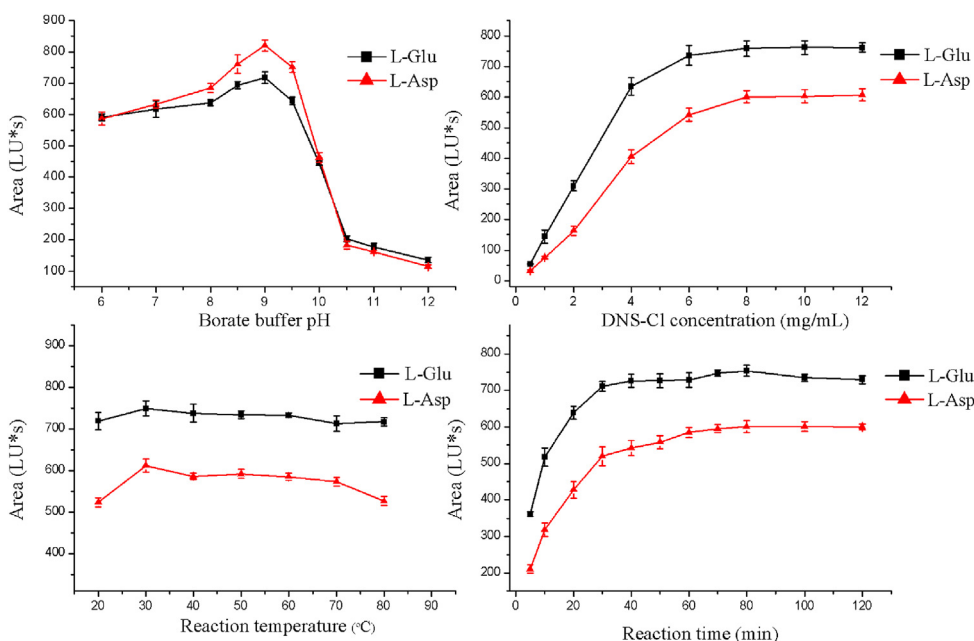 900
800
700
600
500
400
300
200
100
Area (LU*s)
L-Glu
L-Asp
6 7 8 9 10 11 12
Borate buffer pH
800
700
600
500
400
300
200
100
0
Area (LU*s)
L-Glu
L-Asp
0 2 4 6 8 10 12
DNS-Cl concentration (mg/mL)
900
800
700
600
500
400
Area (LU*s)
L-Glu
L-Asp
20 30 40 50 60 70 80 90
Reaction temperature (°C)
800
700
600
500
400
300
200
Area (LU*s)
L-Glu
L-Asp
0 20 40 60 80 100 120
Reaction time (min)